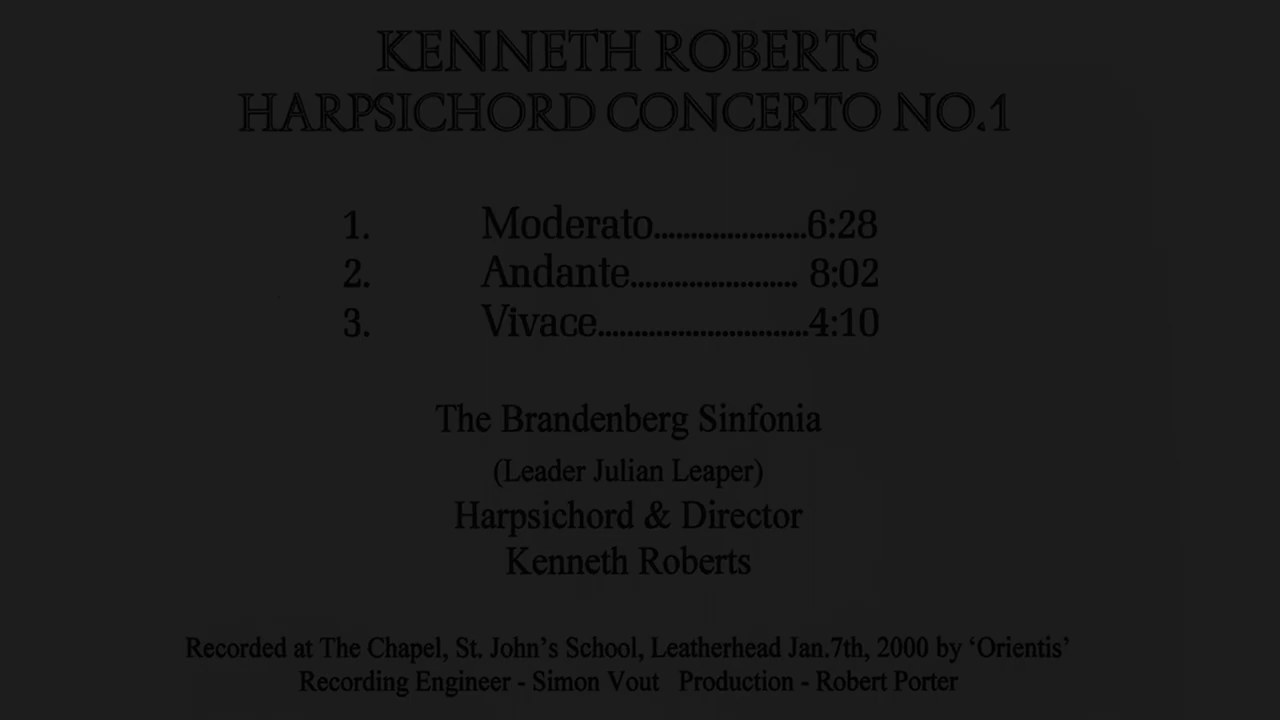 KENNETH ROBERTS
HARPSICHORD CONCERTO NO.1
1. Moderato.....................6:28
2. Andante....................... 8:02
3. Vivace.............................4:10
The Brandenberg Sinfonia
(Leader Julian Leaper)
Harpsichord & Director
Kenneth Roberts
Recorded at The Chapel, St. John's School, Leatherhead Jan.7th, 2000 by ‘Orientis’
Recording Engineer - Simon Vout Production - Robert Porter